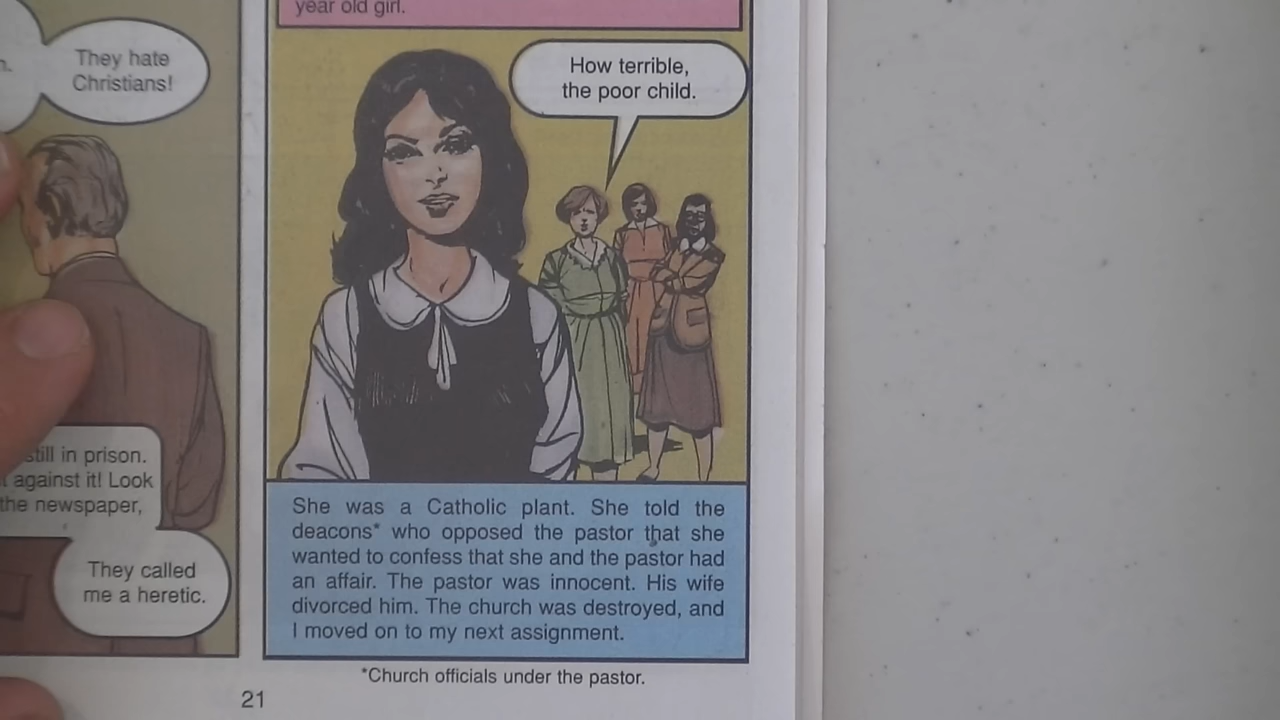 They hate
Christians!
still in prison.
against it! Look
the newspaper,
They called
me a heretic.
year old girl.
How terrible,
the poor child.
She was a Catholic plant. She told the
deacons* who opposed the pastor that she
wanted to confess that she and the pastor had
an affair. The pastor was innocent. His wife
divorced him. The church was destroyed, and
I moved on to my next assignment.
*Church officials under the pastor.
21